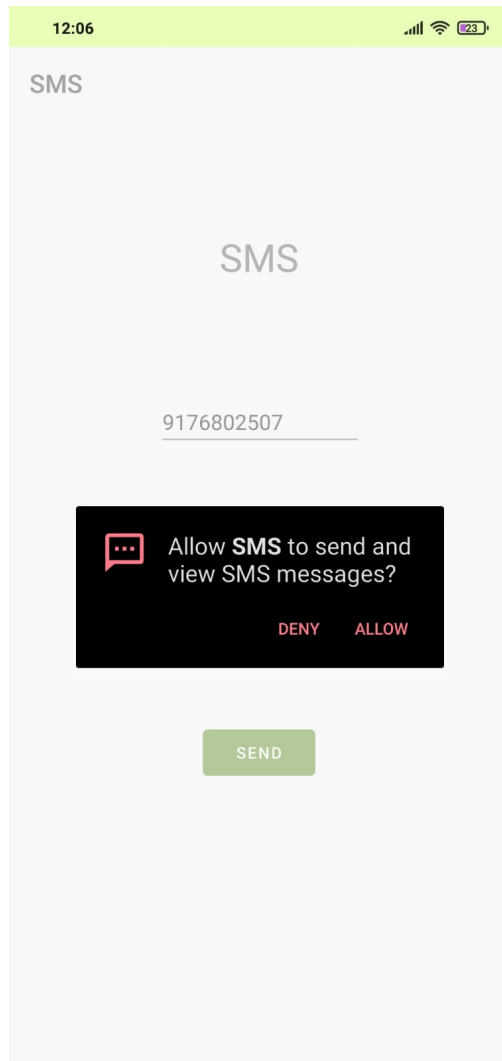 12:06
23
SMS
SMS
9176802507
Allow SMS to send and
view SMS messages?
DENY ALLOW
SEND